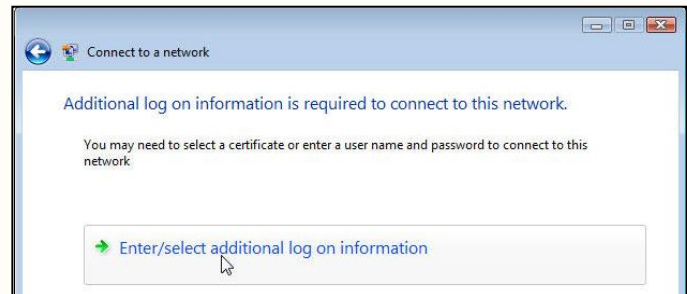 Connect to a network
Additional log on information is required to connect to this network.
You may need to select a certificate or enter a user name and password to connect to this
network
Enter/select additional log on information